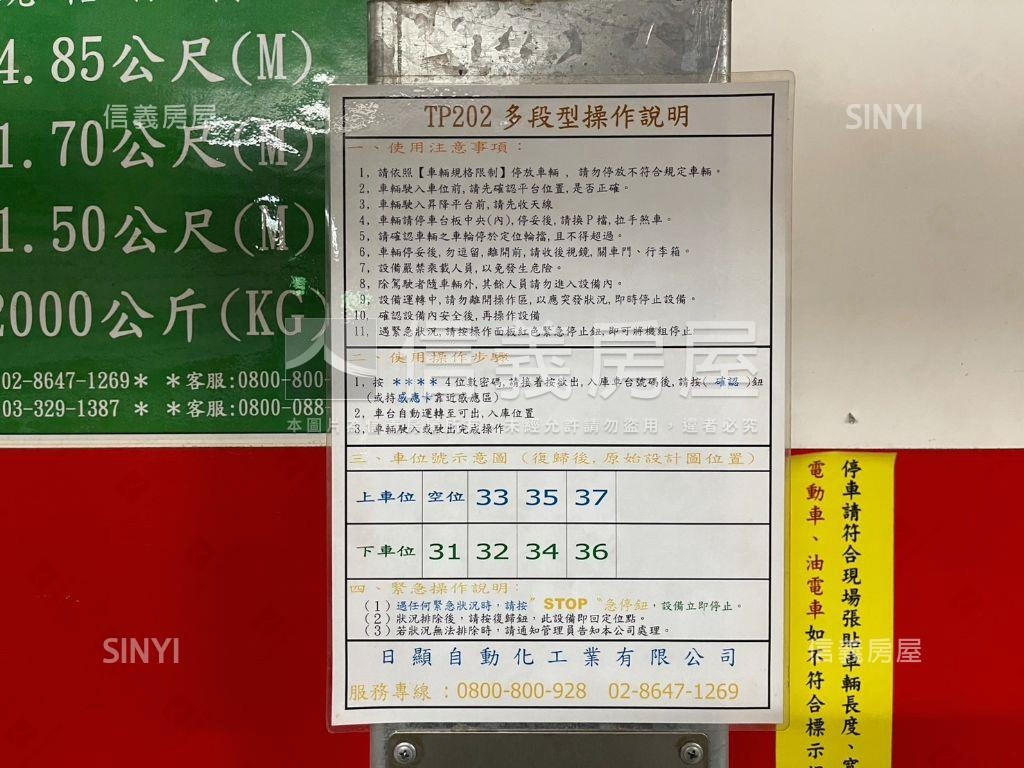 4.85公尺(M)
1.70公尺(M)
1.50公尺(M)
2000公斤(KG)
02-8647-1269＊ ＊客服:0800-800-
03-329-1387 ＊ ＊客服:0800-088-
TP202 多段型操作說明
一、使用注意事項：
1, 請依照【車輛規格限制】停放車輛，請勿停放不符合規定車輛。
2, 車輛駛入車位前,請先確認平台位置,是否正確。
3, 車輛駛入昇降平台前,請先收天線
4, 車輛請停車台板中央(內),停妥後,請換P檔,拉手煞車。
5, 請確認車輛之車輪停於定位輪擋,且不得超過。
6, 車輛停妥後,勿逗留,離開前,請收後視鏡,關車門、行李箱。
7, 設備嚴禁乘載人員,以免發生危險。
8, 除駕駛者隨車輛外,其餘人員請勿進入設備內。
9, 設備運轉中,請勿離開操作區,以應突發狀況,即時停止設備。
10, 確認設備內安全後,再操作設備
11, 遇緊急狀況,請按操作面板紅色緊急停止鈕,即可將機組停止
二、使用操作步驟
1, 按 ＊＊＊＊ 4位數密碼,請接着按欲出,入庫車台號碼後,請按( 確認 )鈕
(或持感應卡靠近感應區)
2, 車台自動運轉至可出,入庫位置
3, 車輛駛入或駛出完成操作
三、車位號示意圖 (復歸後,原始設計圖位置)
上車位 空位 33 35 37
下車位 31 32 34 36
四、緊急操作說明：
(1) 遇任何緊急狀況時，請按〞STOP〝急停鈕，設備立即停止。
(2) 狀況排除後，請按復歸鈕，此設備即回定位點。
(3) 若狀況無法排除時，請通知管理員告知本公司處理。
日顯自動化工業有限公司
服務專線：0800-800-928 02-8647-1269
停車請符合現場張貼車輛長度、寬
電動車、油電車如不符合標示
信義房屋
SINYI
信義房屋
SINYI
信義房屋